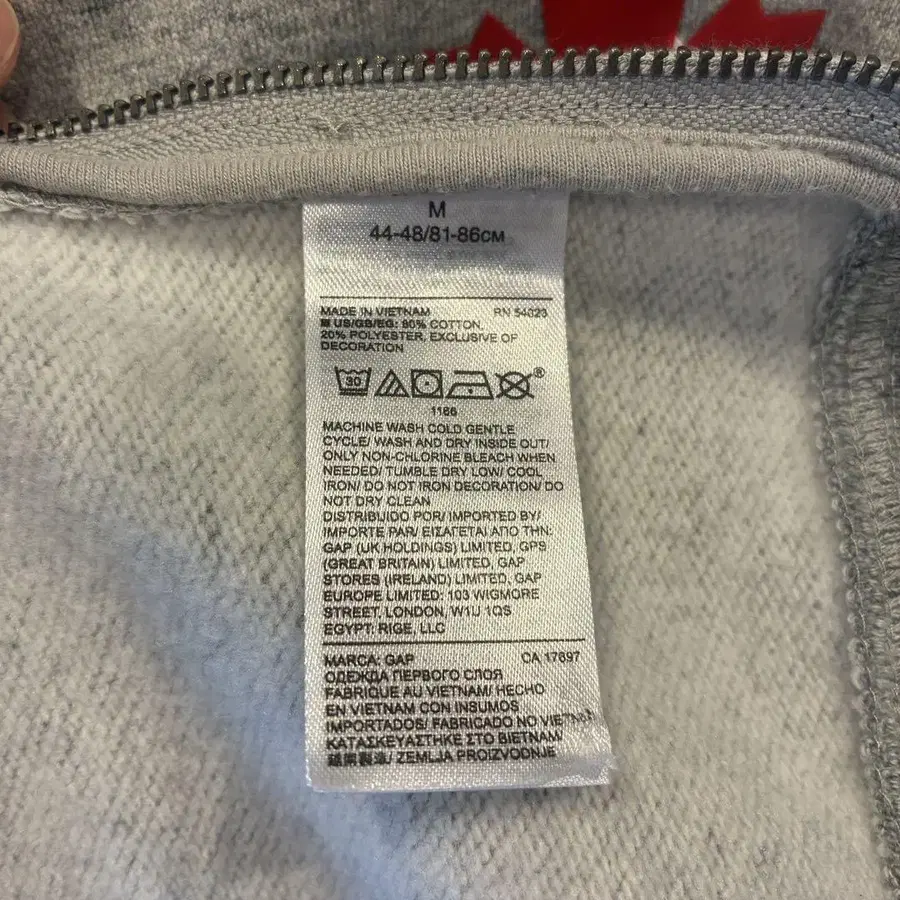 M
44-48/81-86CM
MADE IN VIETNAM RN 54023
US/GB/EG: 80% COTTON,
20% POLYESTER, EXCLUSIVE OF
DECORATION
30 ®
1166
MACHINE WASH COLD GENTLE
CYCLE/ WASH AND DRY INSIDE OUT/
ONLY NON-CHLORINE BLEACH WHEN
NEEDED/ TUMBLE DRY LOW/ COOL
IRON/ DO NOT IRON DECORATION/ DO
NOT DRY CLEAN
DISTRIBUIDO POR/ IMPORTED BY/
IMPORTE PAR/ ΕΙΣΑΓΕΤΑΙ ΑΠΟ ΤΗΝ:
GAP (UK HOLDINGS) LIMITED, GPS
(GREAT BRITAIN) LIMITED, GAP
STORES (IRELAND) LIMITED, GAP
EUROPE LIMITED: 103 WIGMORE
STREET, LONDON, W1U 1QS
EGYPT: RIGE, LLC
MARCA: GAP CA 17897
ОДЕЖДА ПЕРВОГО СЛОЯ
FABRIQUE AU VIETNAM/ HECHO
EN VIETNAM CON INSUMOS
IMPORTADOS/ FABRICADO NO VIETNAM
ΚΑΤΑΣΚΕΥΑΣΤΗΚΕ ΣΤΟ ΒΙΕΤΝΑΜ/
越南製造/ ZEMLJA PROIZVODNJE